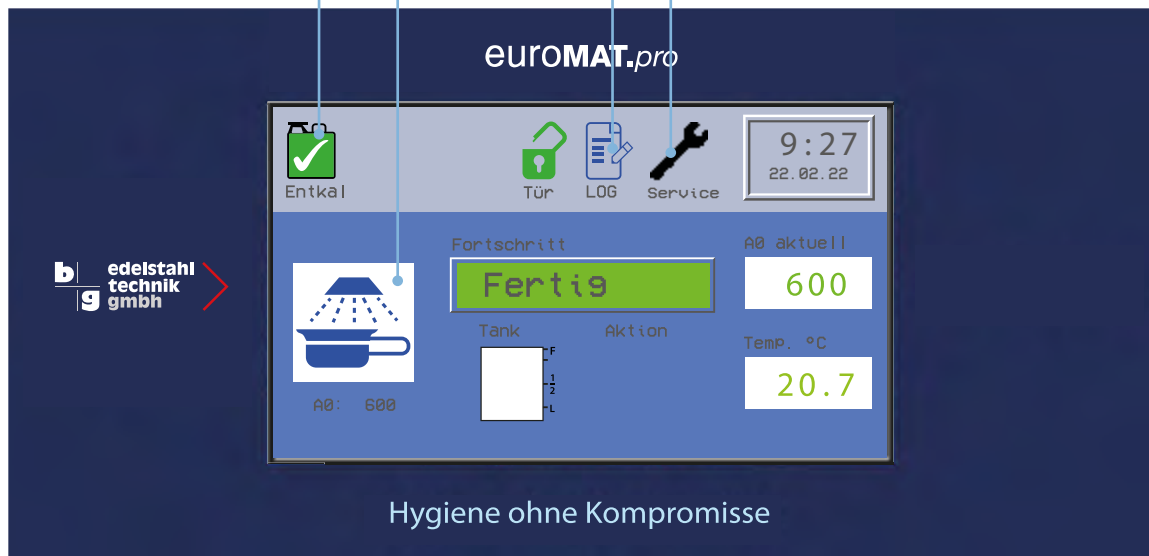 euroMAT.pro
Entkal
Tür
LOG
Service
9:27
22.02.22
b g edelstahl
technik
gmbh
Fortschritt
Fertig
A0 aktuell
600
Tank
Aktion
F
1/2
L
Temp. °C
20.7
A0: 600
Hygiene ohne Kompromisse